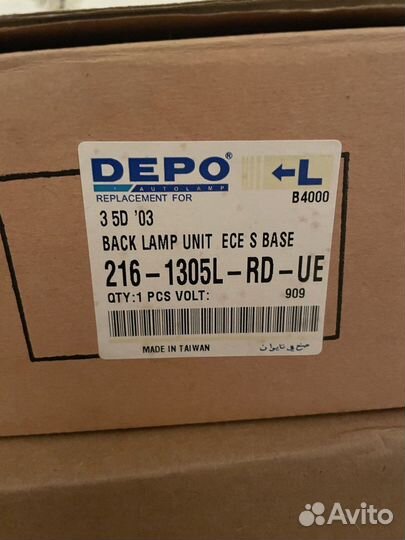 DEPO®
AUTOLAMP
←L
REPLACEMENT FOR
B4000
3 5D '03
BACK LAMP UNIT ECE S BASE
216-1305L-RD-UE
QTY:1 PCS VOLT: 909
MADE IN TAIWAN صنع في تايوان
Avito